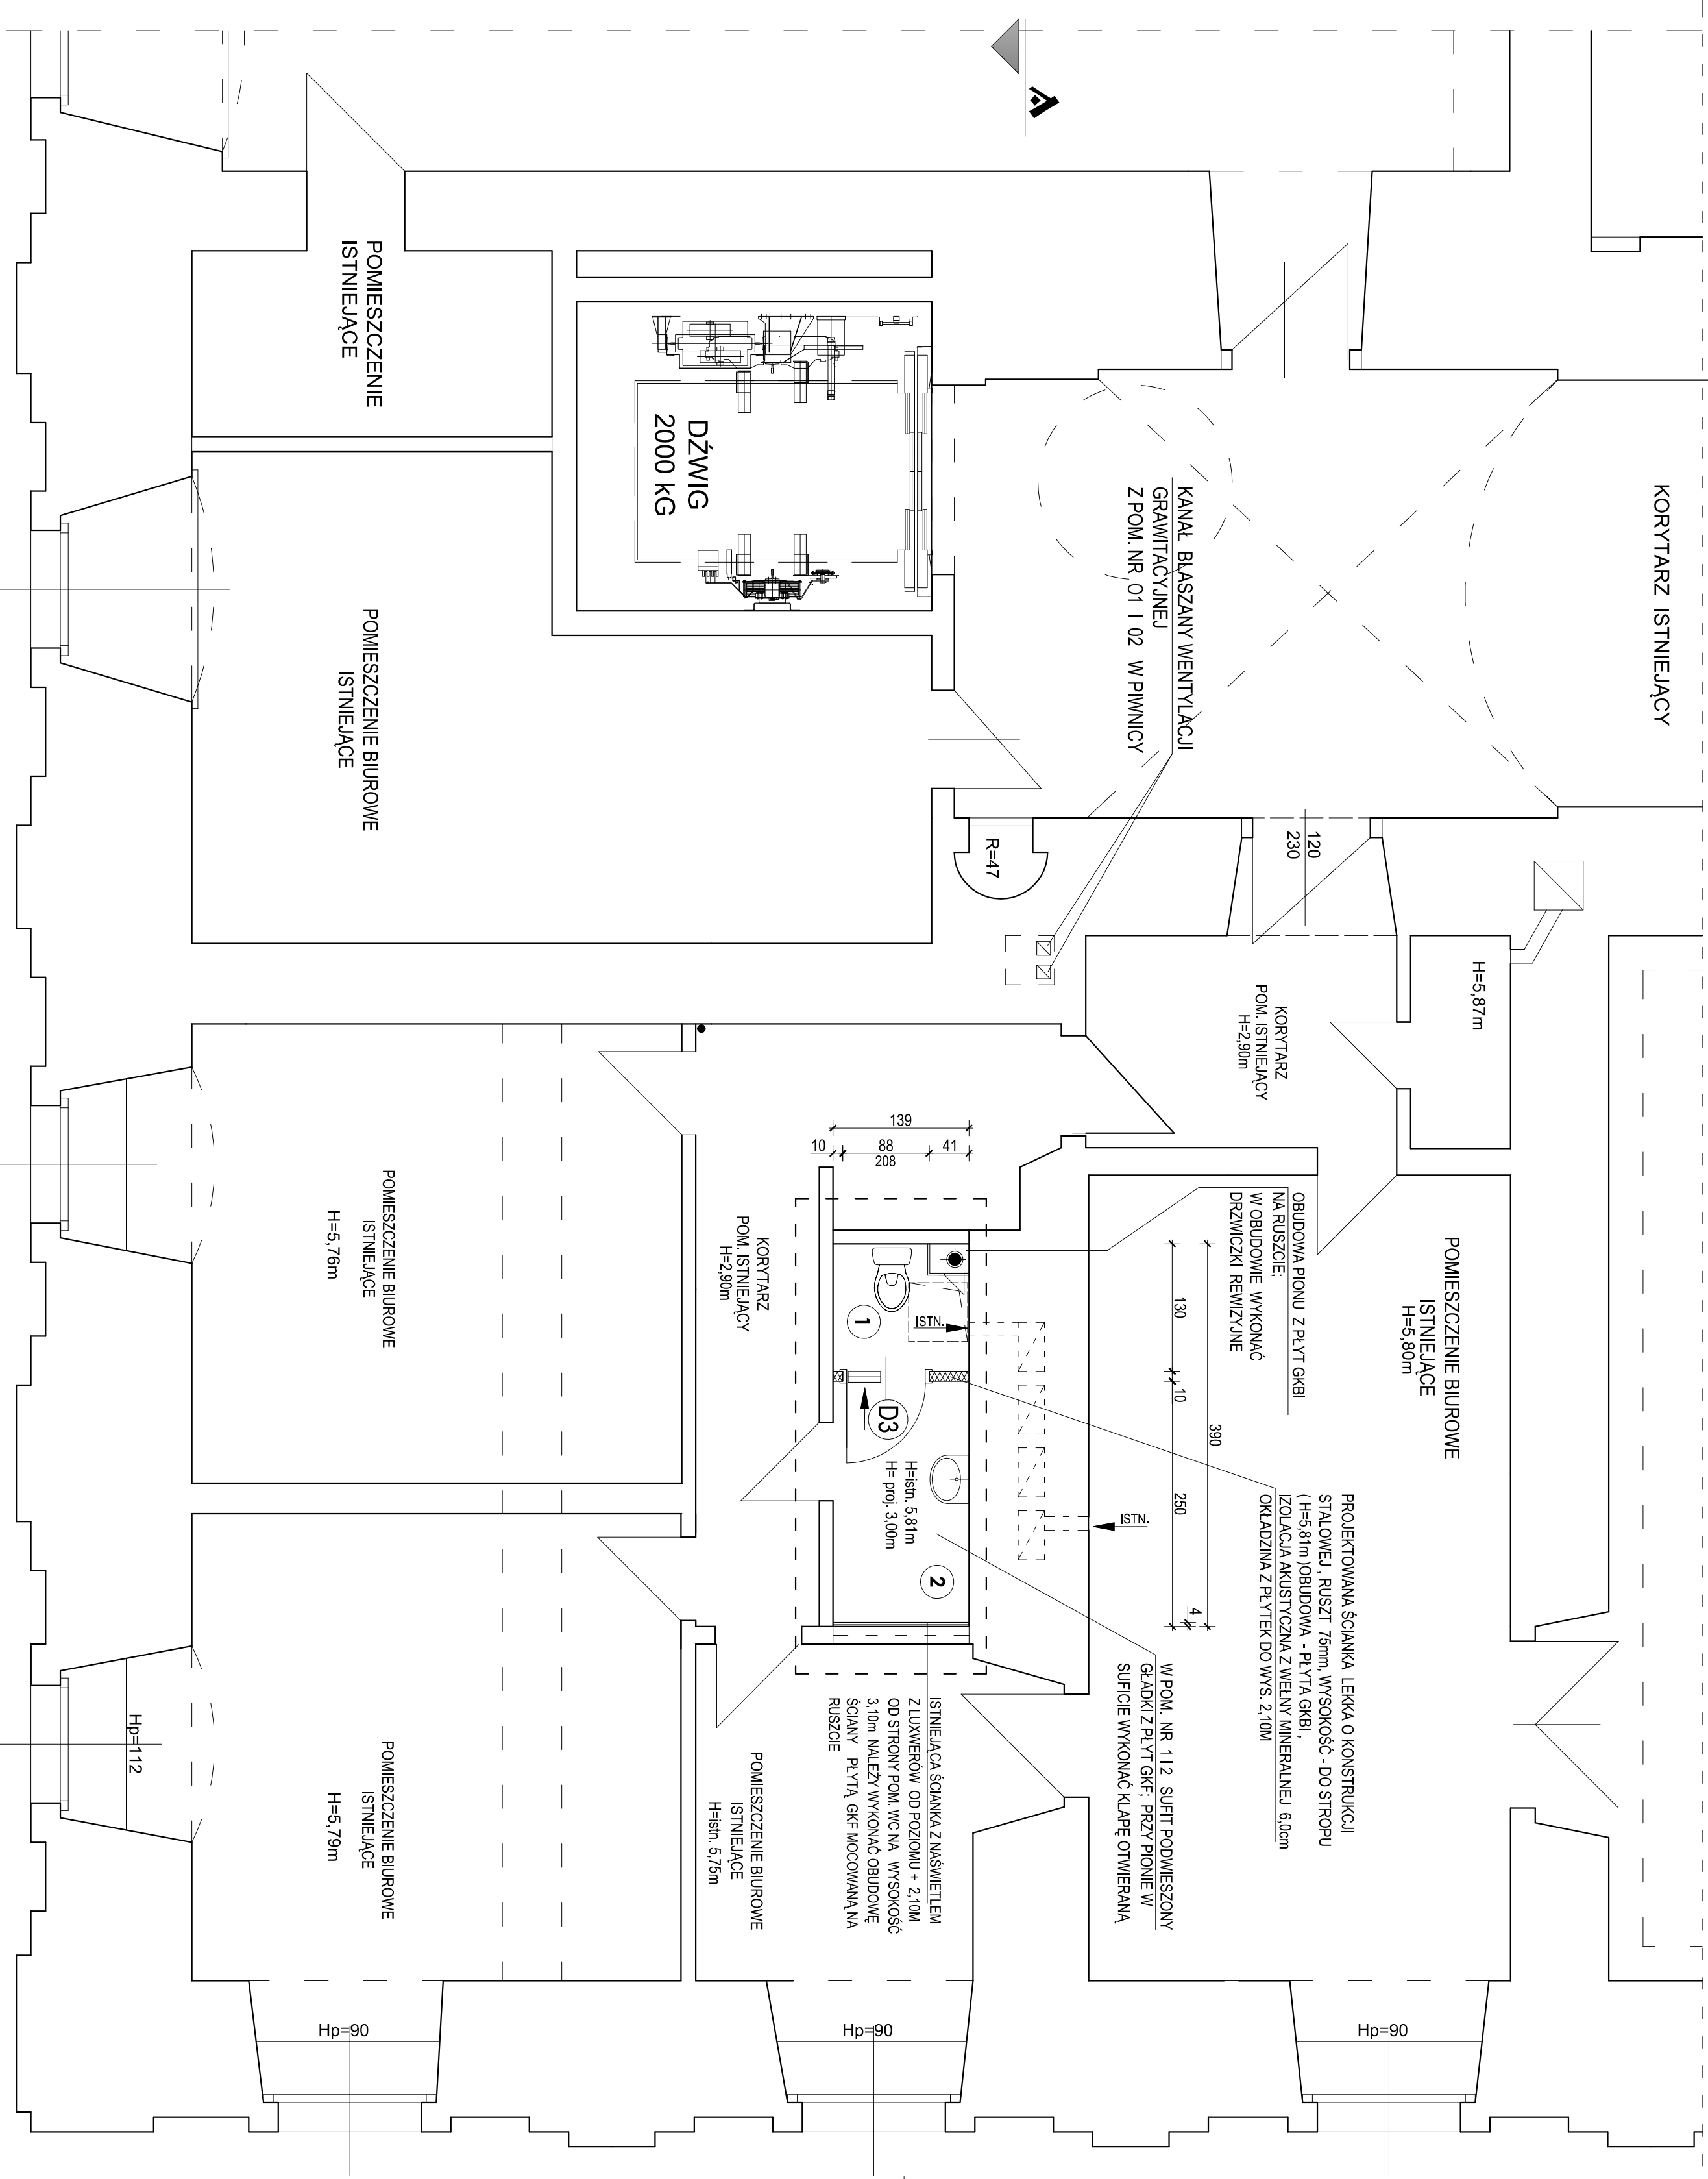 A
KORYTARZ ISTNIEJĄCY
POMIESZCZENIE
ISTNIEJĄCE
DŹWIG
2000 kG
KANAŁ BLASZANY WENTYLACJI
GRAWITACYJNEJ
Z POM. NR 01 I 02 W PIWNICY
POMIESZCZENIE BIUROWE
ISTNIEJĄCE
R=47
120
230
H=5,87m
KORYTARZ
POM. ISTNIEJĄCY
H=2,90m
139
10
88
41
208
OBUDOWA PIONU Z PŁYT GKBI
NA RUSZCIE;
W OBUDOWIE WYKONAĆ
DRZWICZKI REWIZYJNE
POMIESZCZENIE BIUROWE
ISTNIEJĄCE
H=5,80m
130
10
390
250
4
KORYTARZ
POM. ISTNIEJĄCY
H=2,90m
1
ISTN.
D3
H=istn. 5,81m
H= proj. 3,00m
2
ISTN.
POMIESZCZENIE BIUROWE
ISTNIEJĄCE
H=5,76m
PROJEKTOWANA ŚCIANKA LEKKA O KONSTRUKCJI
STALOWEJ , RUSZT 75mm, WYSOKOŚĆ - DO STROPU
( H=5,81m )OBUDOWA - PŁYTA GKBI ,
IZOLACJA AKUSTYCZNA Z WEŁNY MINERALNEJ 6,0cm
OKŁADZINA Z PŁYTEK DO WYS. 2,10M
W POM. NR 1 I 2 SUFIT PODWIESZONY
GŁADKI Z PŁYT GKF; PRZY PIONIE W
SUFICIE WYKONAĆ KLAPĘ OTWIERANĄ
ISTNIEJĄCA ŚCIANKA Z NAŚWIETLEM
Z LUXWERÓW OD POZIOMU + 2,10M
OD STRONY POM. WC NA WYSOKOŚĆ
3,10m NALEŻY WYKONAĆ OBUDOWĘ
ŚCIANY PŁYTĄ GKF MOCOWANĄ NA
RUSZCIE
POMIESZCZENIE BIUROWE
ISTNIEJĄCE
H=istn. 5,75m
POMIESZCZENIE BIUROWE
ISTNIEJĄCE
H=5,79m
Hp=112
Hp=90
Hp=90
Hp=90